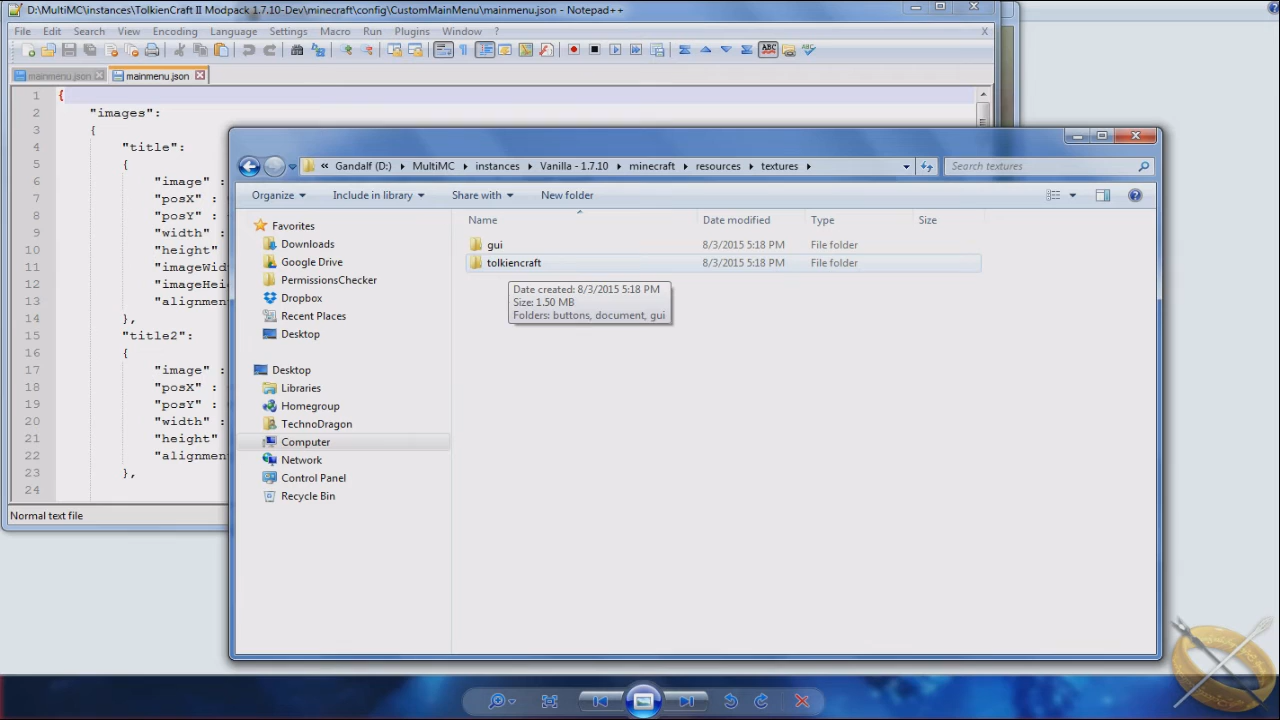 D:\MultiMC\instances\TolkienCraft II Modpack 1.7.10-Dev\minecraft\config\CustomMainMenu\mainmenu.json - Notepad++
File Edit Search View Encoding Language Settings Macro Run Plugins Window ? X
mainmenu.json mainmenu.json
1 {
2 "images":
3 {
4 "title":
5 {
6 "image" :
7 "posX" :
8 "posY" :
9 "width" :
10 "height"
11 "imageWid
12 "imageHei
13 "alignmen
14 },
15 "title2":
16 {
17 "image" :
18 "posX" :
19 "posY" :
20 "width" :
21 "height"
22 "alignmen
23 },
24
Normal text file
« Gandalf (D:) MultiMC instances Vanilla - 1.7.10 minecraft resources textures
Search textures
Organize Include in library Share with New folder
Favorites
Downloads
Google Drive
PermissionsChecker
Dropbox
Recent Places
Desktop
Desktop
Libraries
Homegroup
TechnoDragon
Computer
Network
Control Panel
Recycle Bin
Name Date modified Type Size
gui 8/3/2015 5:18 PM File folder
tolkiencraft 8/3/2015 5:18 PM File folder
Date created: 8/3/2015 5:18 PM
Size: 1.50 MB
Folders: buttons, document, gui